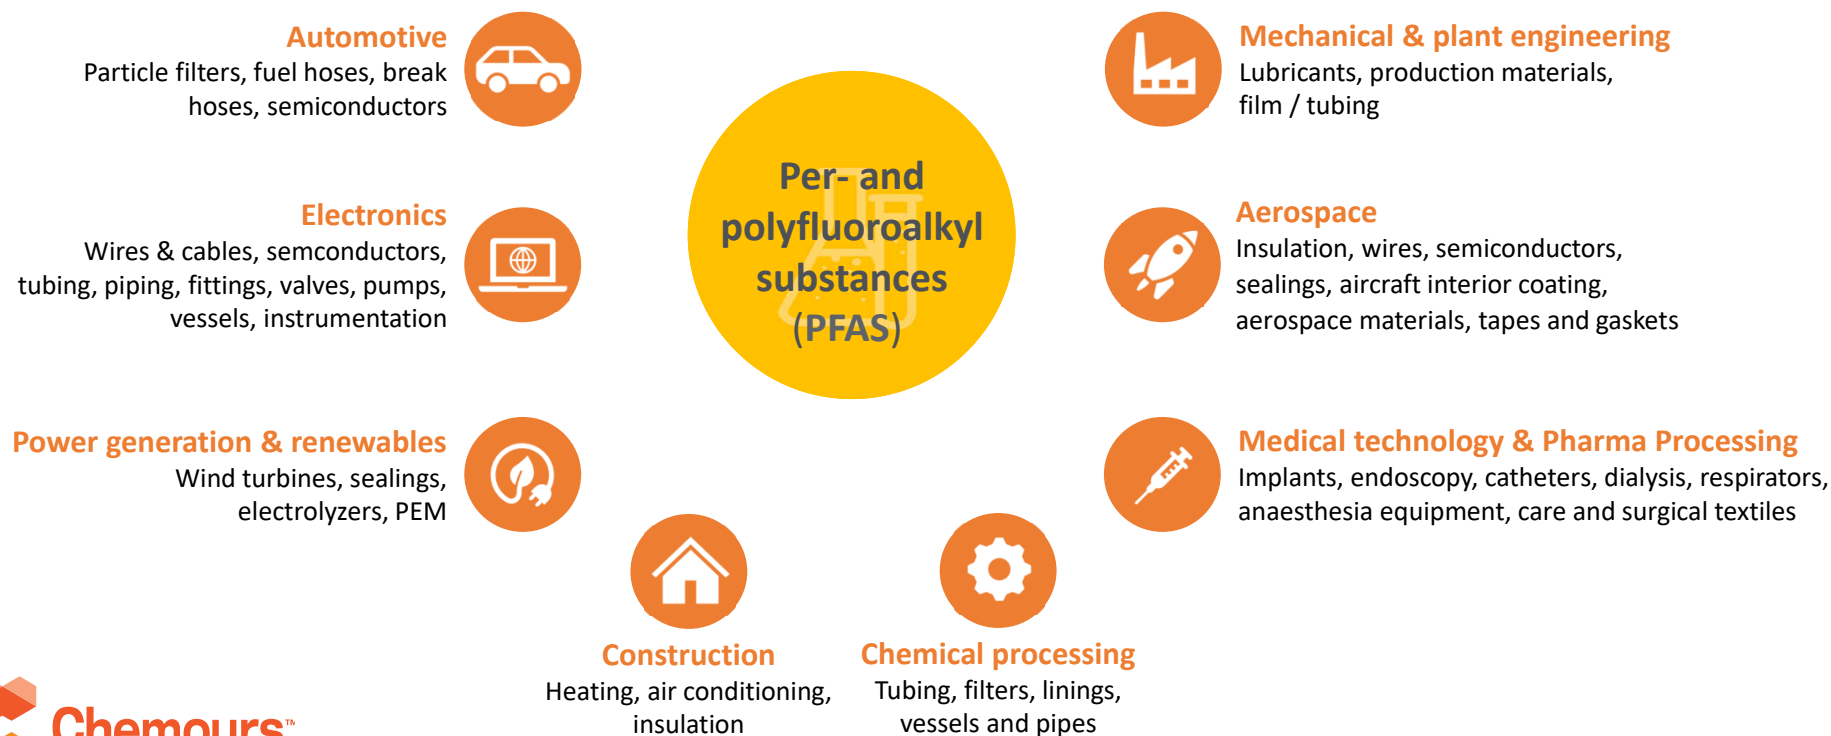 Automotive
Particle filters, fuel hoses, break
hoses, semiconductors
Electronics
Wires & cables, semconductors,
tubing, piping, fittings, valves, pumps,
vessels, instrumentation
Power generation & renewables
Wind turbines, sealings,
electrolyzers, PEM
Per- and
polyfluoroalkyl
substances
(PFAS)
Mechanical & plant engineering
Lubricants, production materials,
film / tubing
Aerospace
Insulation, wires, semiconductors,
sealings, aircraft interior coating,
aerospace materials, tapes and gaskets
Medical technology & Pharma Processing
Implants, endoscopy, catheters, dialysis, respirators,
anaesthesia equipment, care and surgical textiles
Construction
Heating, air conditioning,
insulation
Chemical processing
Tubing, filters, linings,
vessels and pipes
Chemours™